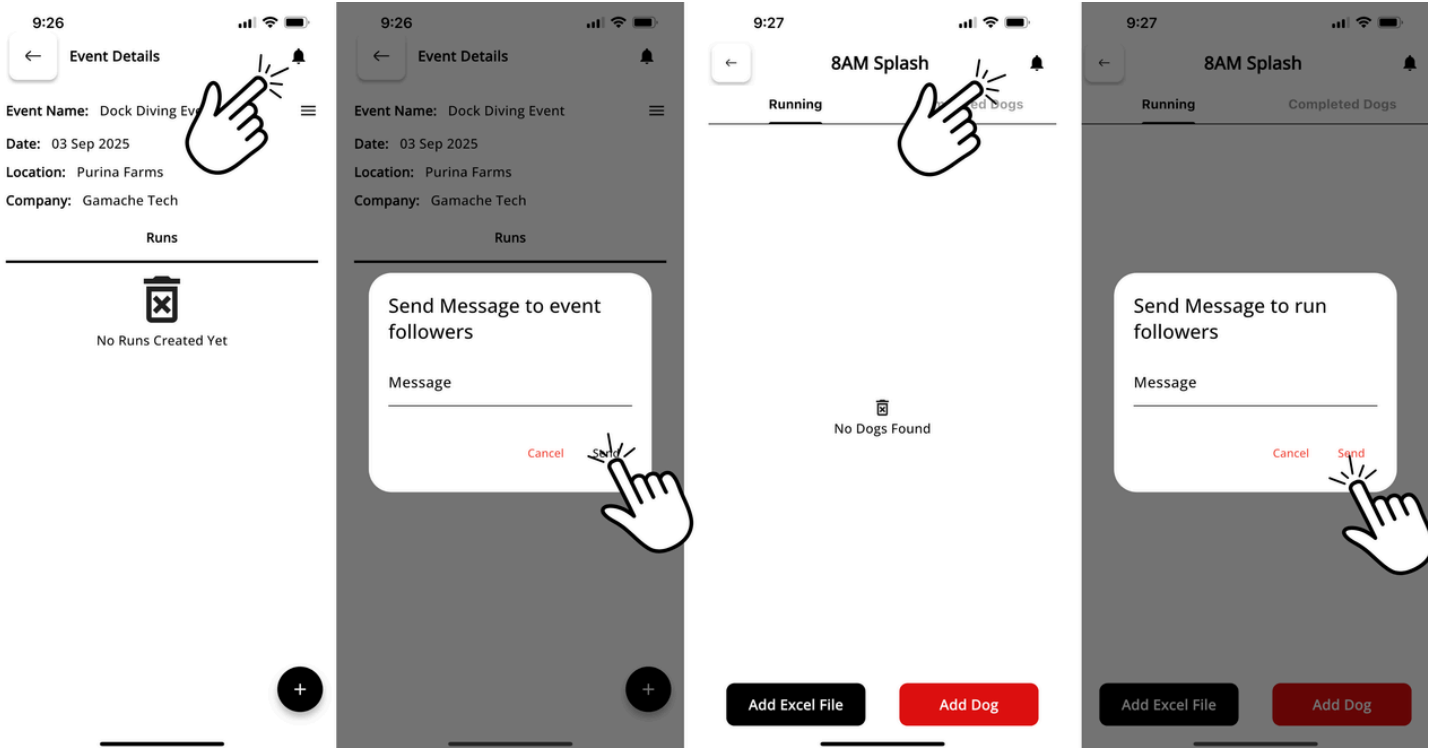 9:26
Event Details
Event Name: Dock Diving Eve
Date: 03 Sep 2025
Location: Purina Farms
Company: Gamache Tech
Runs
No Runs Created Yet
+
9:26
Event Details
Event Name: Dock Diving Event
Date: 03 Sep 2025
Location: Purina Farms
Company: Gamache Tech
Runs
Send Message to event
followers
Message
Cancel Send
+
9:27
8AM Splash
Running ed Dogs
No Dogs Found
Add Excel File Add Dog
9:27
8AM Splash
Running Completed Dogs
Send Message to run
followers
Message
Cancel Send
Add Excel File Add Dog